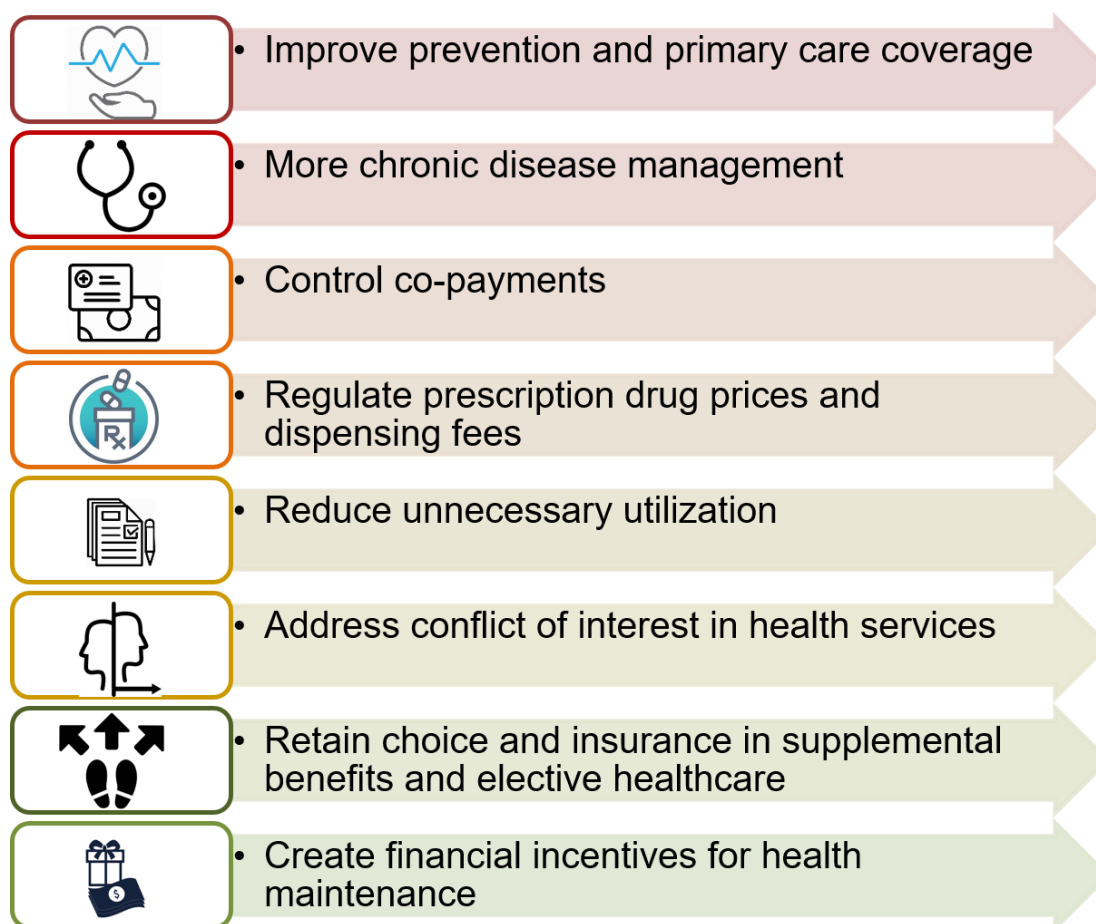 • Improve prevention and primary care coverage
• More chronic disease management
• Control co-payments
• Regulate prescription drug prices and
dispensing fees
Rx
• Reduce unnecessary utilization
• Address conflict of interest in health services
• Retain choice and insurance in supplemental
benefits and elective healthcare
• Create financial incentives for health
maintenance
$